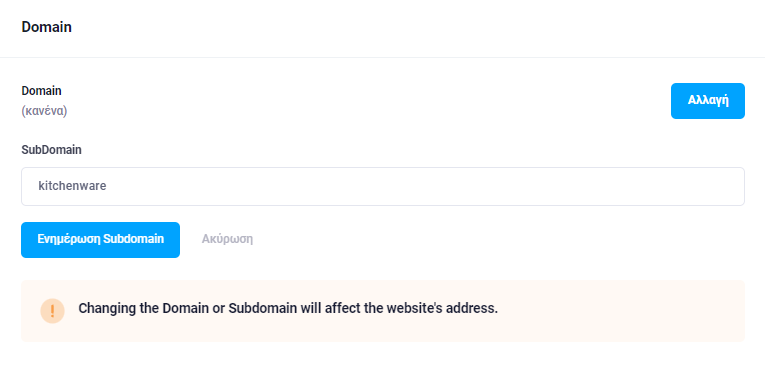 Domain
Domain
(κανένα)
Αλλαγή
SubDomain
kitchenware
Ενημέρωση Subdomain
Ακύρωση
Changing the Domain or Subdomain will affect the website's address.